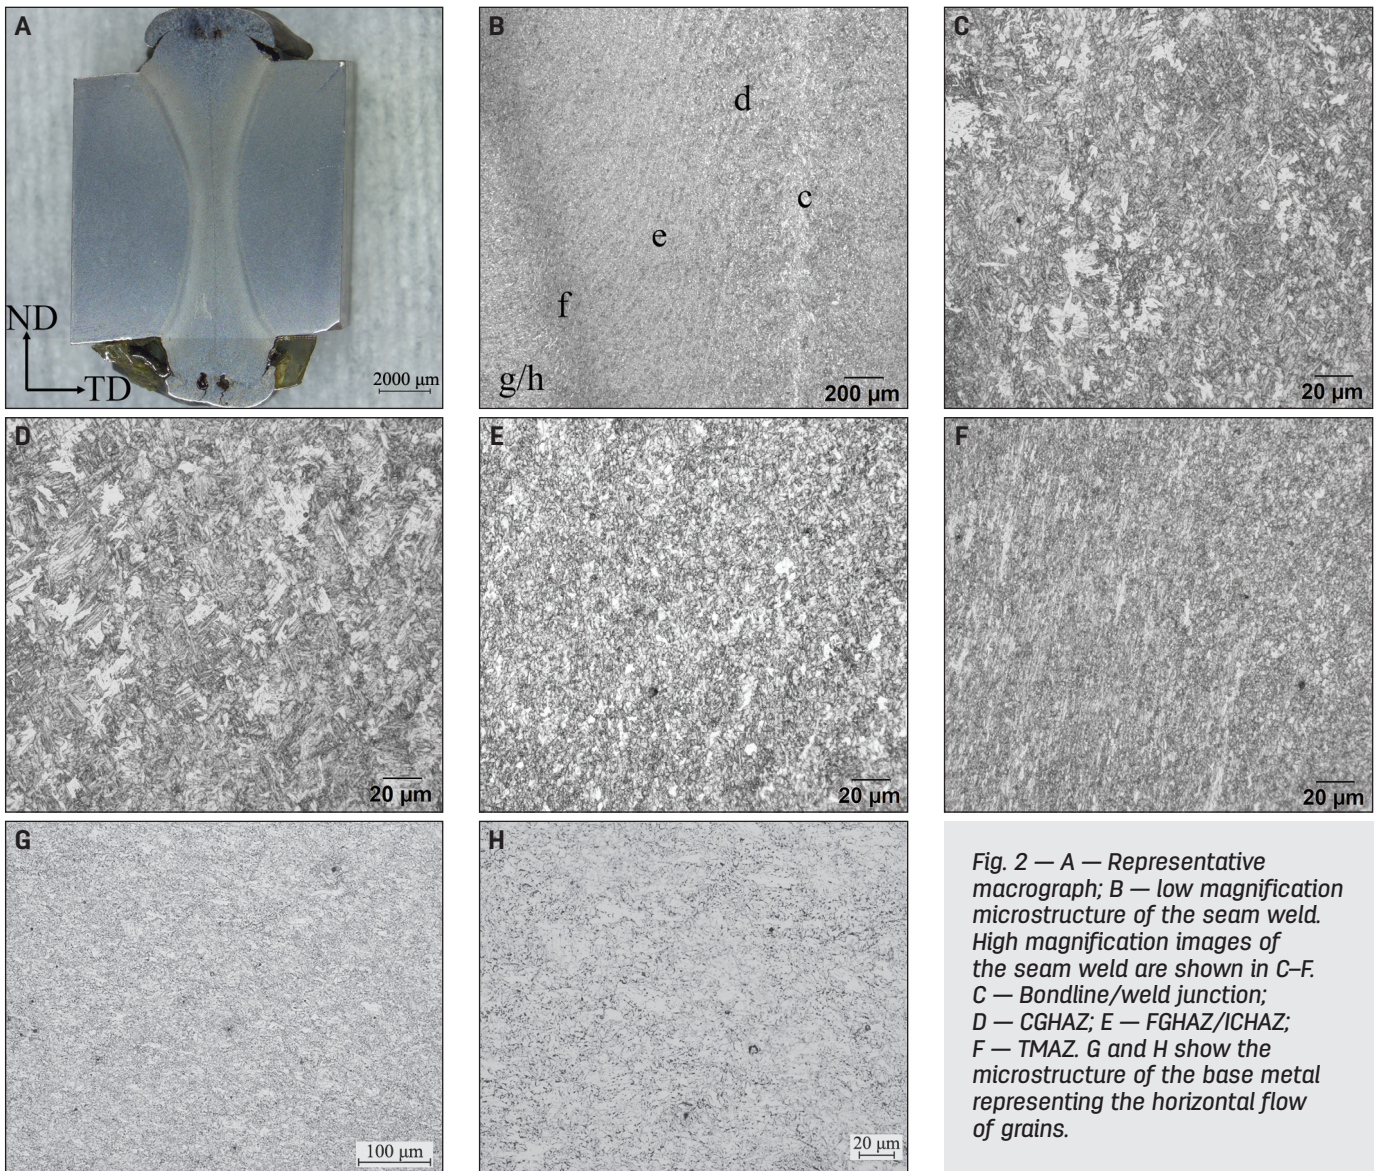 A
ND
TD
2000 µm
B
d
c
e
f
g/h
200 µm
C
20 µm
D
20 µm
E
20 µm
F
20 µm
G
100 µm
H
20 µm
Fig. 2 — A — Representative
macrograph; B — low magnification
microstructure of the seam weld.
High magnification images of
the seam weld are shown in C–F.
C — Bondline/weld junction;
D — CGHAZ; E — FGHAZ/ICHAZ;
F — TMAZ. G and H show the
microstructure of the base metal
representing the horizontal flow
of grains.